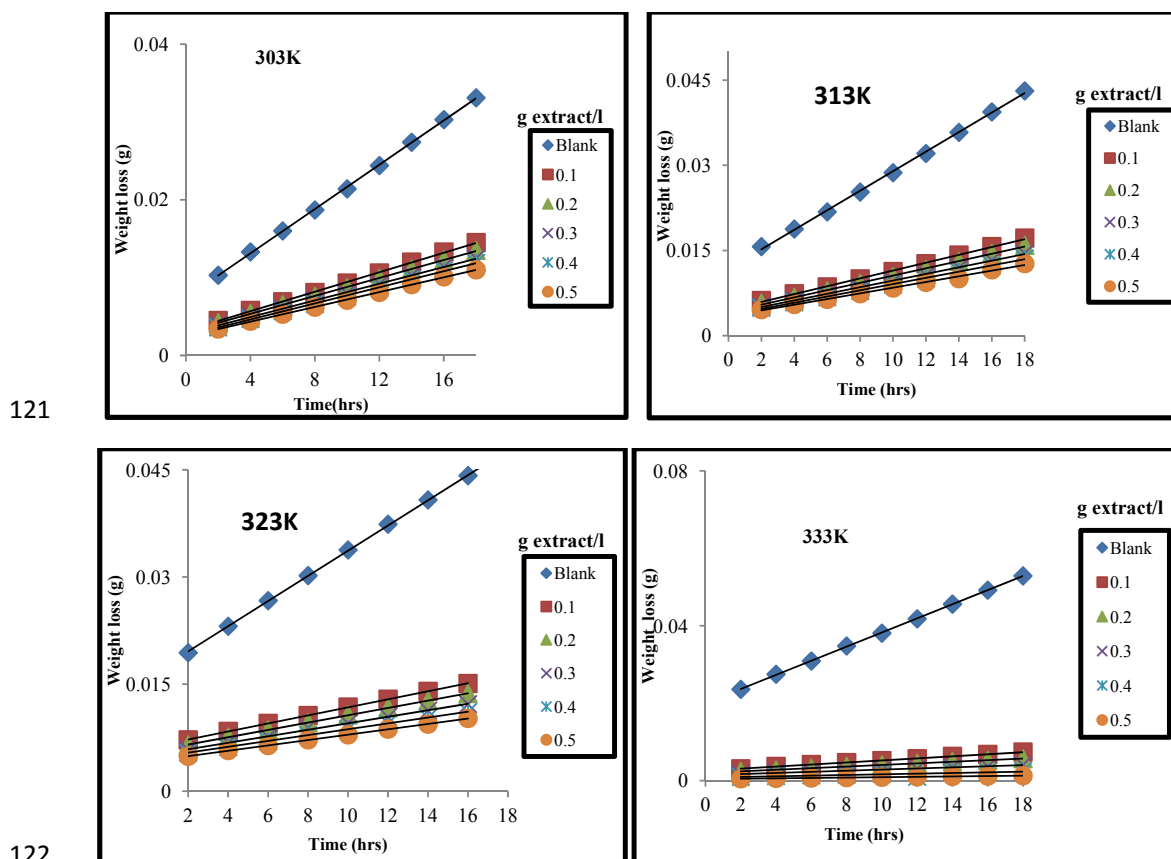 0.04
303K
Weight loss (g)
0.02
0
0 4 8 12 16
Time(hrs)
g extract/l
Blank
0.1
0.2
0.3
0.4
0.5
0.045
313K
Weight loss (g)
0.03
0.015
0
0 2 4 6 8 10 12 14 16 18
Time (hrs)
g extract/l
Blank
0.1
0.2
0.3
0.4
0.5
121
0.045
323K
Weight loss (g)
0.03
0.015
0
2 4 6 8 10 12 14 16 18
Time (hrs)
g extract/l
Blank
0.1
0.2
0.3
0.4
0.5
0.08
333K
Weight loss (g)
0.04
0
0 2 4 6 8 10 12 14 16 18
Time (hrs)
g extract/l
Blank
0.1
0.2
0.3
0.4
0.5
122